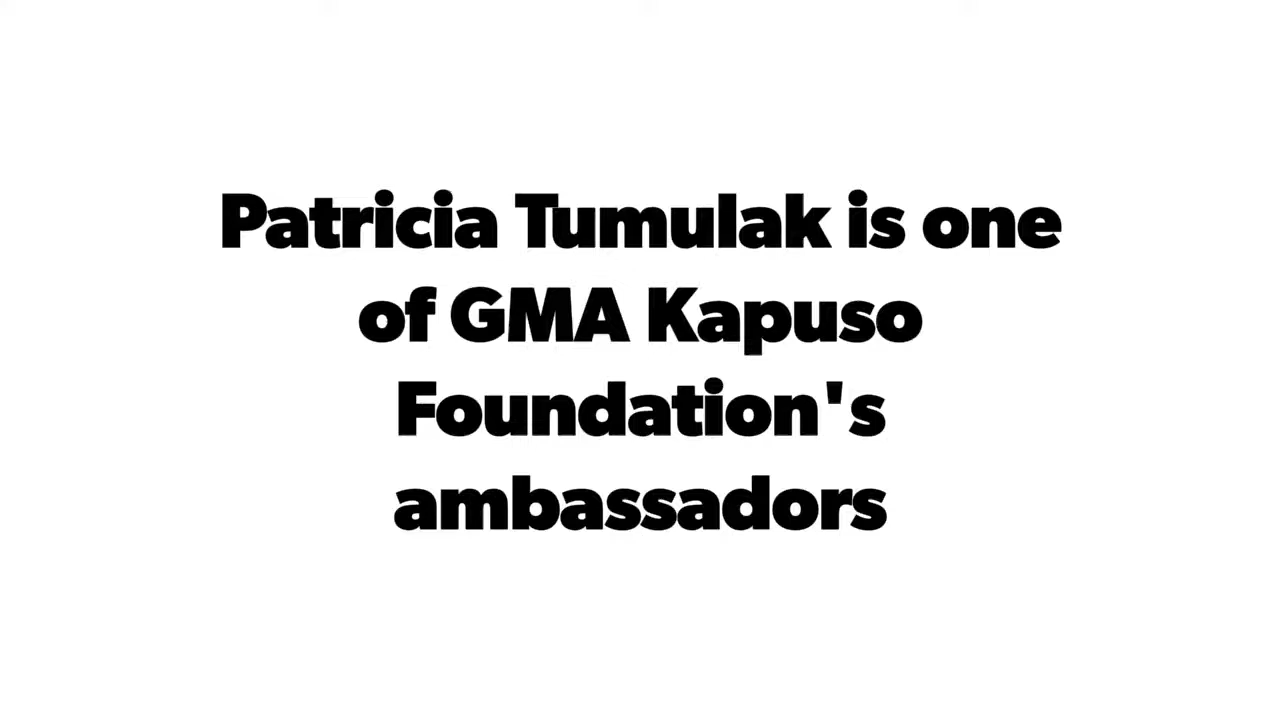 Patricia Tumulak is one
of GMA Kapuso
Foundation's
ambassadors